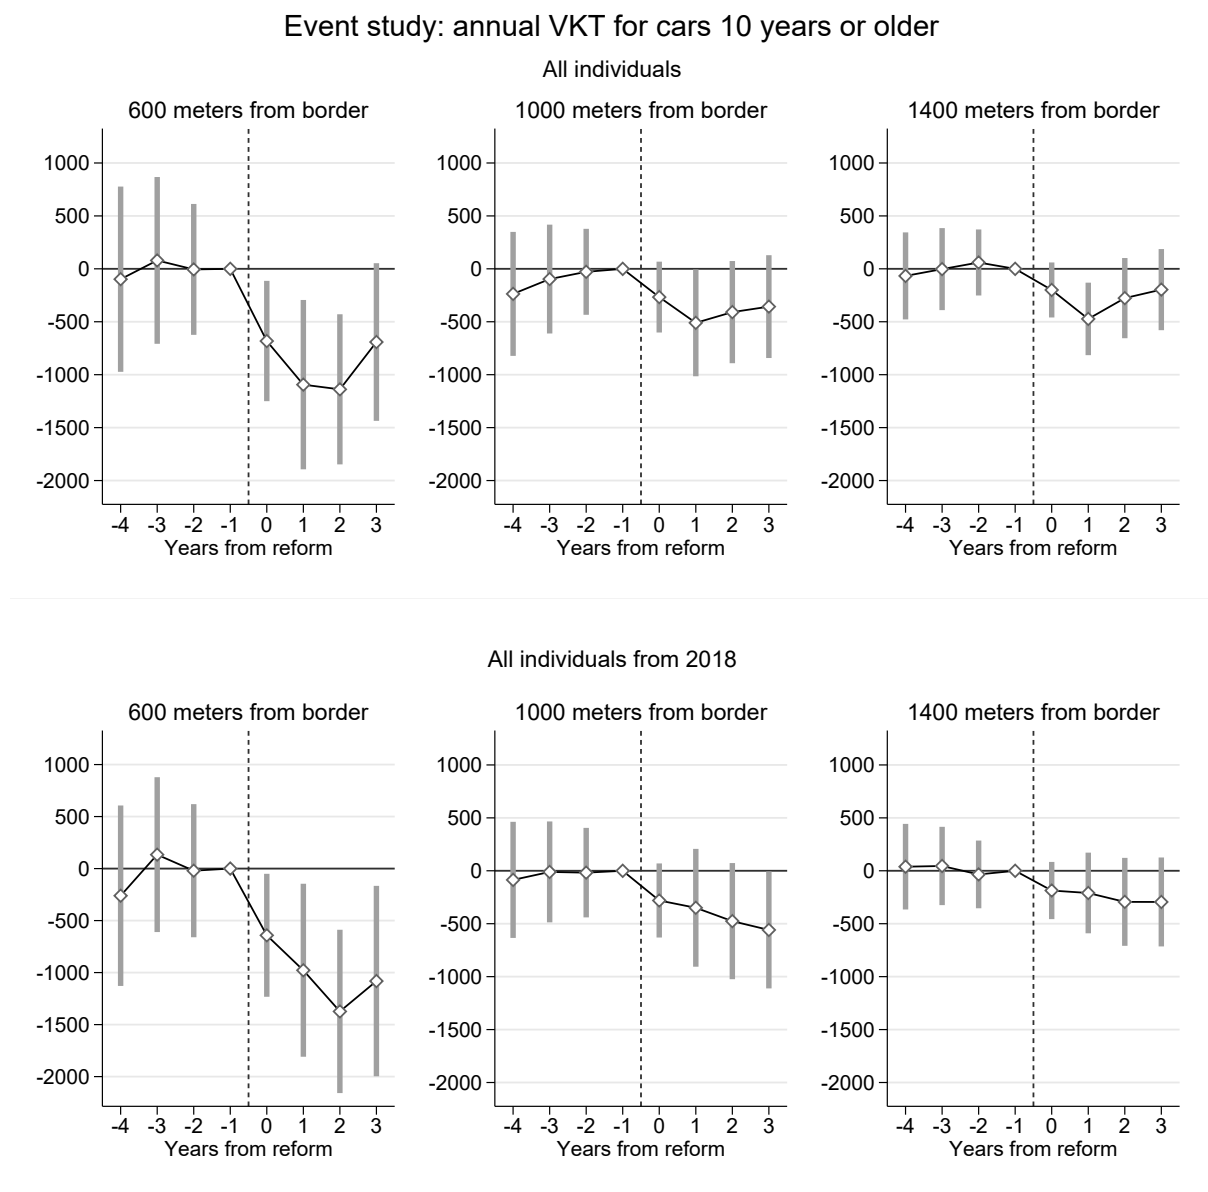 Event study: annual VKT for cars 10 years or older
All individuals
600 meters from border
1000
500
0
-500
-1000
-1500
-2000
-4 -3 -2 -1 0 1 2 3
Years from reform
1000 meters from border
1000
500
0
-500
-1000
-1500
-2000
-4 -3 -2 -1 0 1 2 3
Years from reform
1400 meters from border
1000
500
0
-500
-1000
-1500
-2000
-4 -3 -2 -1 0 1 2 3
Years from reform
All individuals from 2018
600 meters from border
1000
500
0
-500
-1000
-1500
-2000
-4 -3 -2 -1 0 1 2 3
Years from reform
1000 meters from border
1000
500
0
-500
-1000
-1500
-2000
-4 -3 -2 -1 0 1 2 3
Years from reform
1400 meters from border
1000
500
0
-500
-1000
-1500
-2000
-4 -3 -2 -1 0 1 2 3
Years from reform